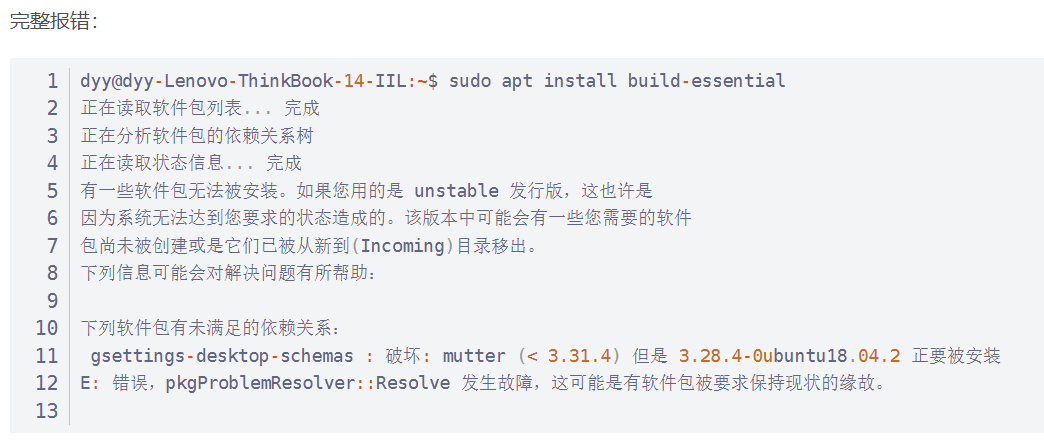 完整报错：
1 dyy@dyy-Lenovo-ThinkBook-14-IIL:~$ sudo apt install build-essential
2 正在读取软件包列表... 完成
3 正在分析软件包的依赖关系树
4 正在读取状态信息... 完成
5 有一些软件包无法被安装。如果您用的是 unstable 发行版，这也许是
6 因为系统无法达到您要求的状态造成的。该版本中可能会有一些您需要的软件
7 包尚未被创建或是它们已被从新到(Incoming)目录移出。
8 下列信息可能会对解决问题有所帮助：
9
10 下列软件包有未满足的依赖关系：
11 gsettings-desktop-schemas : 破坏: mutter (< 3.31.4) 但是 3.28.4-0ubuntu18.04.2 正要被安装
12 E: 错误，pkgProblemResolver::Resolve 发生故障，这可能是有软件包被要求保持现状的缘故。
13